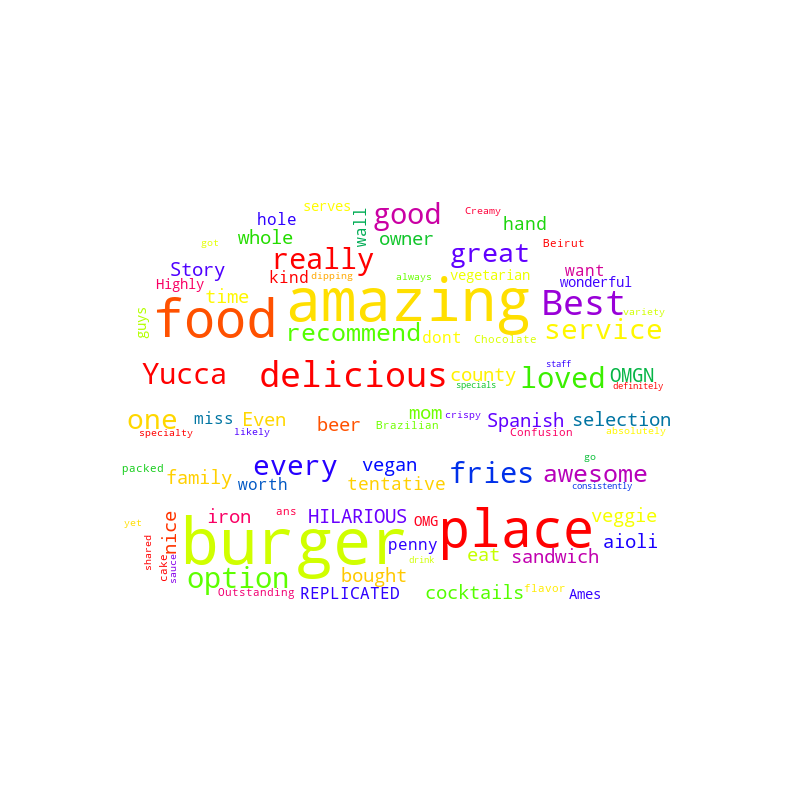 serves
good
Creamy
hole
wall
hand
whole
owner
got
really
great
Beirut
Story
kind
dipping
always
vegetarian
want
Highly
time
amazing
wonderful
Best
variety
guys
food
recommend
dont
Chocolate
service
Yucca
delicious
county
specials
staff
loved
OMGN
definitely
one
miss
Even
beer
mom
crispy
Spanish
selection
specialty
likely
Brazilian
Confusion
absolutely
packed
family
every
vegan
fries
awesome
go
worth
tentative
consistently
yet
nice
iron
ans
HILARIOUS
OMG
place
veggie
shared
burger
penny
eat
sandwich
aioli
cake
sauce
option
bought
drink
Outstanding
REPLICATED
cocktails
flavor
Ames